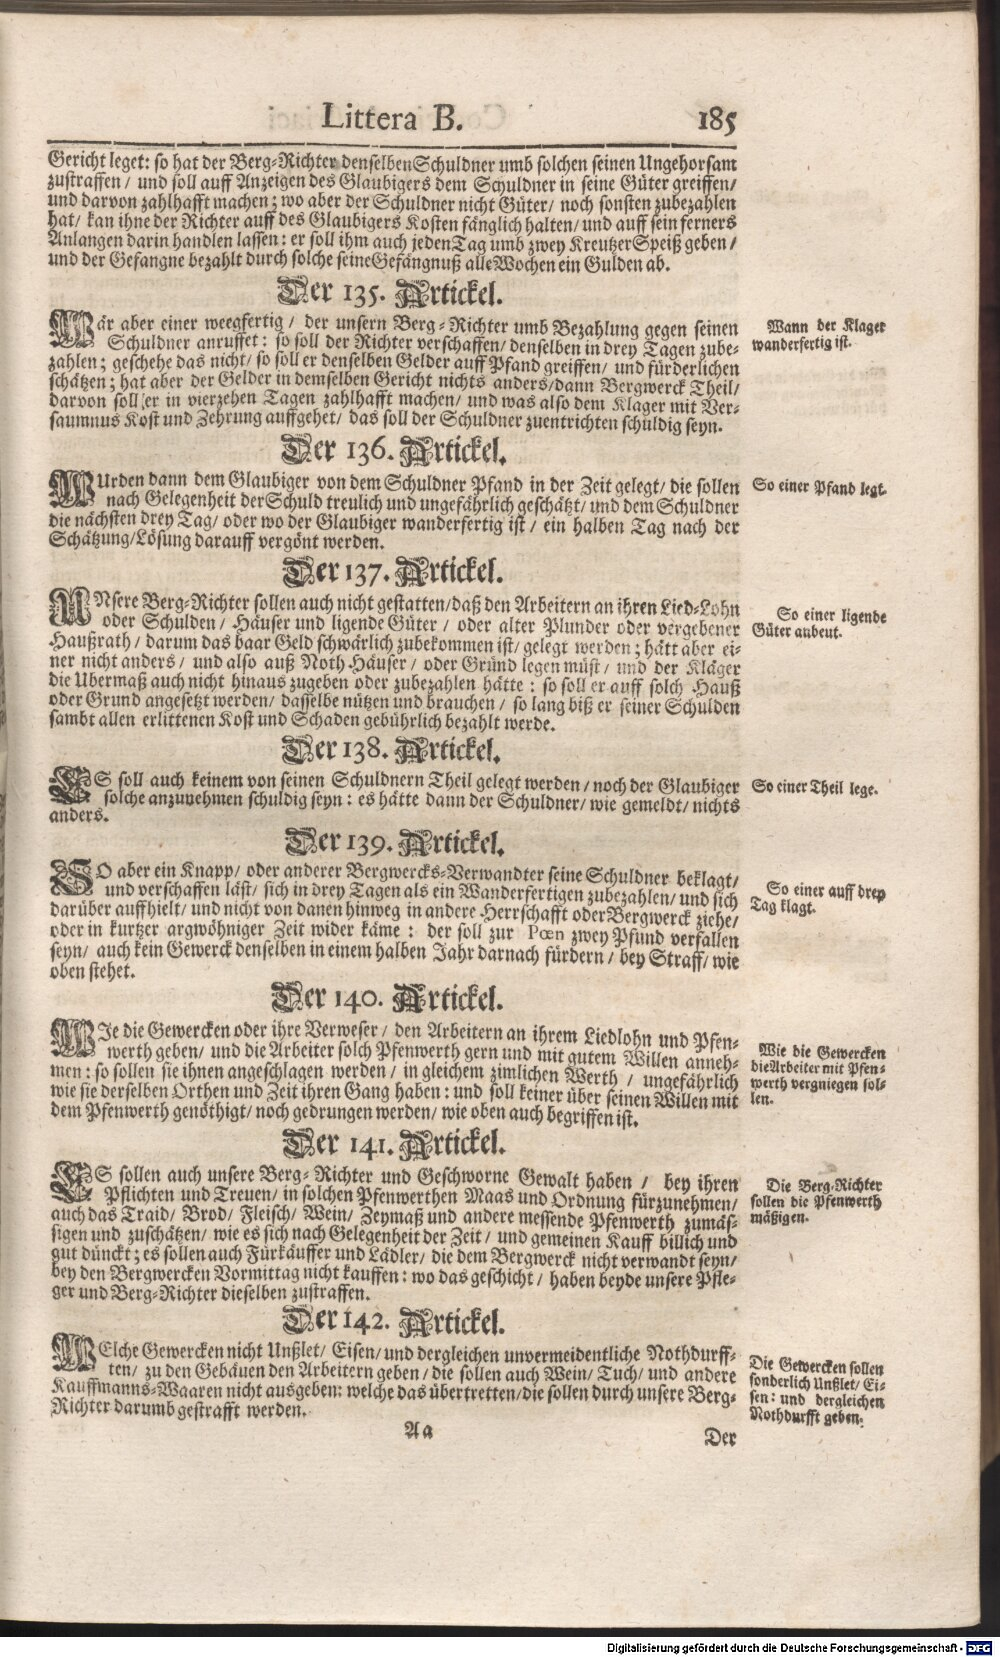 Littera B. 185
Gericht leget: so hat der Berg-Richter denselben Schuldner umb solchen seinen Ungehorsam
zustraffen / und soll auff Anzeigen des Glaubigers dem Schuldner in seine Güter greiffen/
und darvon zahlhafft machen; wo aber der Schuldner nicht Güter/ noch sonsten zubezahlen
hat/ kan ihne der Richter auff des Glaubigers Kosten fänglich halten/ und auff sein ferners
Anlangen darin handlen lassen: er soll ihm auch jeden Tag umb zwey Kreutzer Speiß geben /
und der Gefangne bezahlt durch solche seine Gefängnuß alle Wochen ein Gulden ab.
Der 135. Artickel.
WÄr aber einer weegfertig / der unsern Berg-Richter umb Bezahlung gegen seinen
Schuldner anruffet: so soll der Richter verschaffen/ denselben in drey Tagen zube-
zahlen; geschehe das nicht/ so soll er denselben Gelder auff Pfand greiffen/ und fürderlichen
schätzen; hat aber der Gelder in demselben Gericht nichts anders/ dann Bergwerck Theil/
darvon soll er in vierzehen Tagen zahlhafft machen/ und was also dem Klager mit Ver-
saumnus Kost und Zehrung auffgehet/ das soll der Schuldner zuentrichten schuldig seyn.
Wann der Klager
wanderfertig ist.
Der 136. Artickel.
WUrden dann dem Glaubiger von dem Schuldner Pfand in der Zeit gelegt/ die sollen
nach Gelegenheit der Schuld treulich und ungefährlich geschätzt/ und dem Schuldner
die nächsten drey Tag/ oder wo der Glaubiger wanderfertig ist / ein halben Tag nach der
Schätzung/ Lösung darauff vergönt werden.
So einer Pfand legt.
Der 137. Artickel.
UNsere Berg-Richter sollen auch nicht gestatten/ daß den Arbeitern an ihren Lied-Lohn
oder Schulden / Häuser und ligende Güter / oder alter Plunder oder vergebener
Haußrath / darum das baar Geld schwärlich zubekommen ist/ gelegt werden; hätt aber ei-
ner nicht anders / und also auß Noth-Häuser / oder Gründ legen müst / und der Kläger
die Ubermaß auch nicht hinaus zugeben oder zubezahlen hätte: so soll er auff solch Hauß
oder Grund angesetzt werden/ dasselbe nützen und brauchen / so lang biß er seiner Schulden
sambt allen erlittenen Kost und Schaden gebührlich bezahlt werde.
So einer ligende
Güter anbeut.
Der 138. Artickel.
ES soll auch keinem von seinen Schuldnern Theil gelegt werden / noch der Glaubiger
solche anzunehmen schuldig seyn: es hätte dann der Schuldner/ wie gemeldt/ nichts
anders.
So einer Theil lege.
Der 139. Artickel.
SO aber ein Knapp/ oder anderer Bergwercks-Verwandter seine Schuldner beklagt/
und verschaffen läst/ sich in drey Tagen als ein Wanderfertigen zubezahlen/ und sich
darüber auffhielt/ und nicht von danen hinweg in andere Herrschafft oder Bergwerck ziehe/
oder in kurtzer argwöhniger Zeit wider käme: der soll zur Pœn zwey Pfund verfallen
seyn/ auch kein Gewerck denselben in einem halben Jahr darnach fürdern / bey Straff/ wie
oben stehet.
So einer auff drey
Tag klagt.
Der 140. Artickel.
WIe die Gewercken oder ihre Verweser / den Arbeitern an ihrem Liedlohn und Pfen-
werth geben/ und die Arbeiter solch Pfenwerth gern und mit gutem Willen anneh-
men: so sollen sie ihnen angeschlagen werden / in gleichem zimlichen Werth / ungefährlich
wie sie derselben Orthen und Zeit ihren Gang haben: und soll keiner über seinen Willen mit
dem Pfenwerth genöthigt/ noch gedrungen werden/ wie oben auch begriffen ist.
Wie die Gewercken
die Arbeiter mit Pfen-
werth vergniegen sol-
len.
Der 141. Artickel.
ES sollen auch unsere Berg-Richter und Geschworne Gewalt haben / bey ihren
Pflichten und Treuen/ in solchen Pfenwerthen Maas und Ordnung fürzunehmen/
auch das Traid/ Brod/ Fleisch/ Wein/ Zeymaß und andere messende Pfenwerth zumäs-
sigen und zuschätzen/ wie es sich nach Gelegenheit der Zeit / und gemeinen Kauff billich und
gut dünckt; es sollen auch Fürkäuffer und Lädler/ die dem Bergwerck nicht verwandt seyn/
bey den Bergwercken Vormittag nicht kauffen: wo das geschicht / haben beyde unsere Pfle-
ger und Berg-Richter dieselben zustraffen.
Die Berg-Richter
sollen die Pfenwerth
mäßigen.
Der 142. Artickel.
WElche Gewercken nicht Unßlet/ Eisen/ und dergleichen unvermeidentliche Nothdurff-
ten/ zu den Gebäuen den Arbeitern geben/ die sollen auch Wein/ Tuch/ und andere
Kauffmanns-Waaren nicht ausgeben: welche das übertretten/ die sollen durch unsere Berg-
Richter darumb gestrafft werden.
Die Gewercken sollen
sonderlich Unßlet/ Ei-
sen: und dergleichen
Nothdurfft geben.
Aa
Der
Digitalisierung gefördert durch die Deutsche Forschungsgemeinschaft - DFG